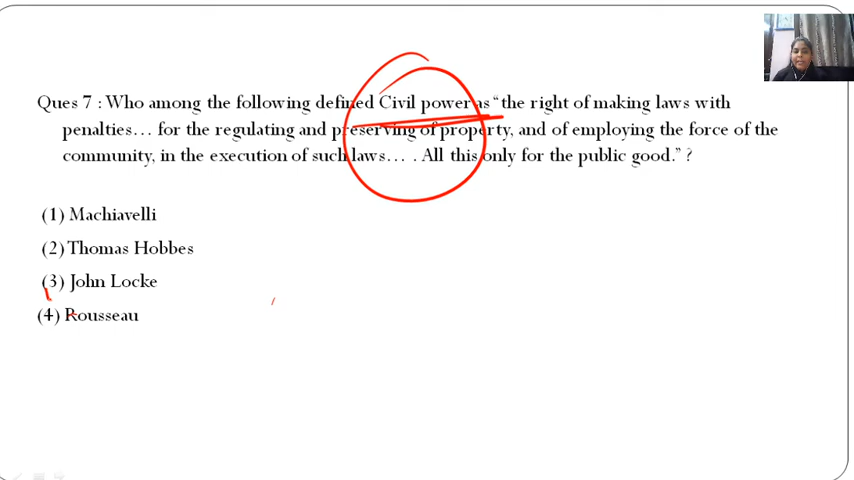 Ques 7 : Who among the following defined Civil power as “the right of making laws with
penalties… for the regulating and preserving of property, and of employing the force of the
community, in the execution of such laws… . All this only for the public good.” ?
(1) Machiavelli
(2) Thomas Hobbes
(3) John Locke
(4) Rousseau